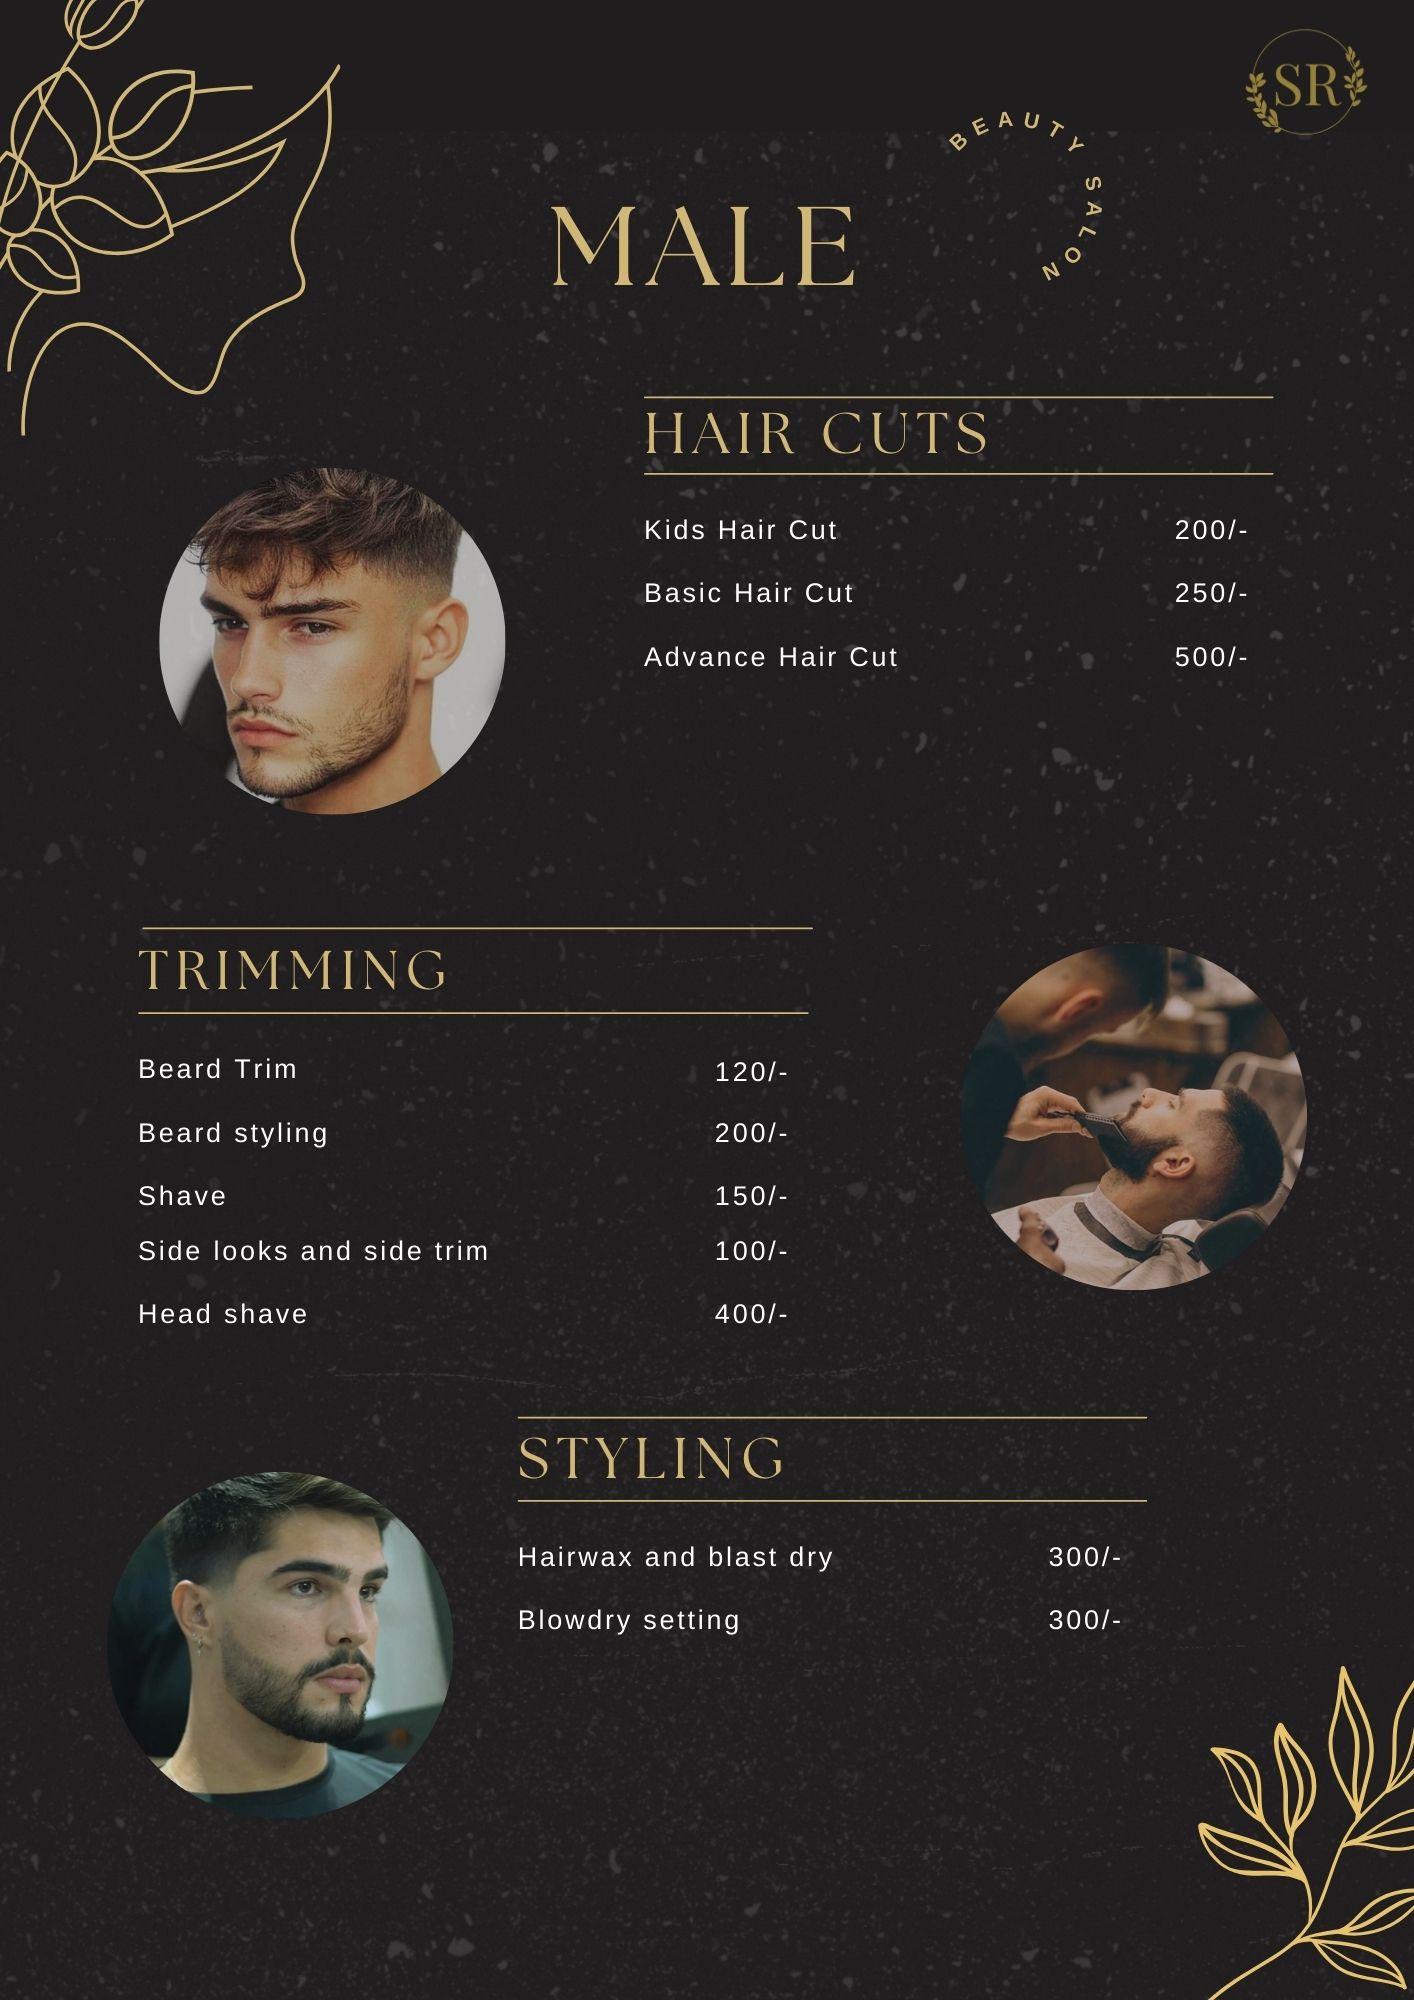 SR
BEAUTY SALON
MALE
HAIR CUTS
Kids Hair Cut 200/-
Basic Hair Cut 250/-
Advance Hair Cut 500/-
TRIMMING
Beard Trim 120/-
Beard styling 200/-
Shave 150/-
Side looks and side trim 100/-
Head shave 400/-
STYLING
Hairwax and blast dry 300/-
Blowdry setting 300/-